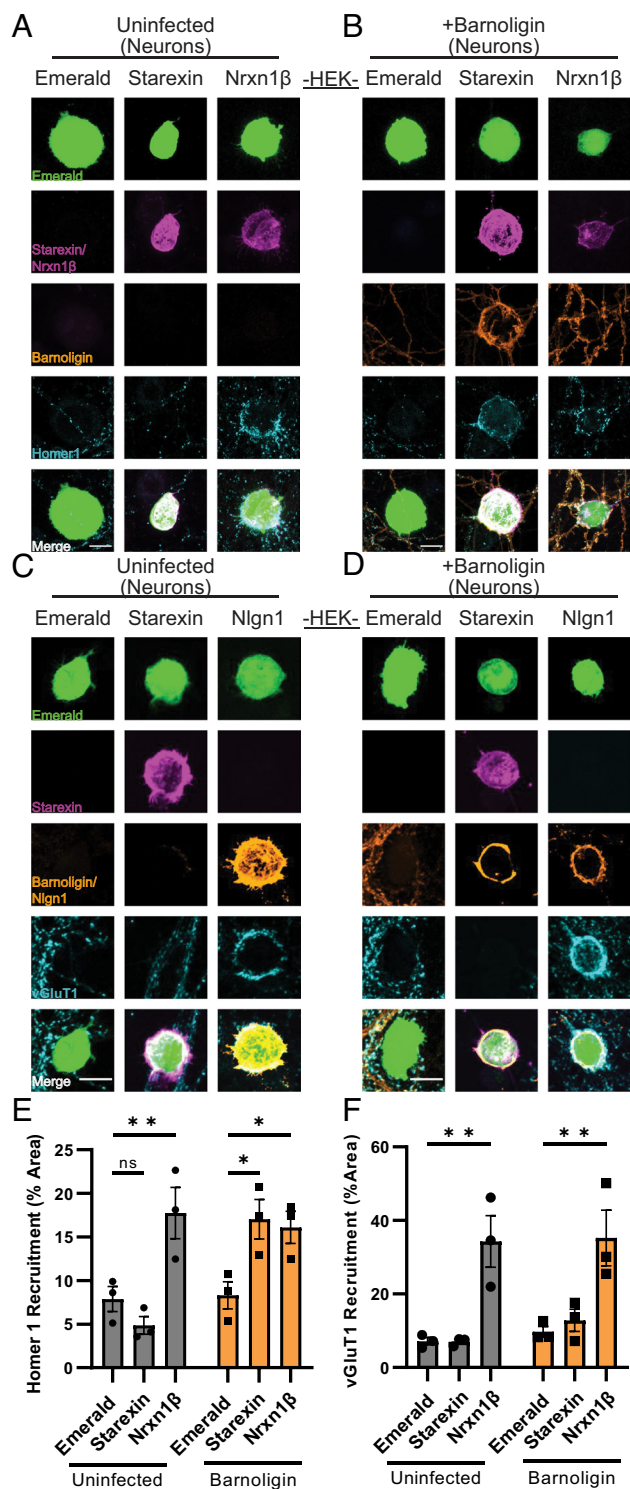 A
Uninfected
(Neurons)
B
+Barnoligin
(Neurons)
Emerald Starexin Nrxn1β -HEK- Emerald Starexin Nrxn1β
Emerald
Starexin/
Nrxn1β
Barnoligin
Homer1
Merge
C
Uninfected
(Neurons)
D
+Barnoligin
(Neurons)
Emerald Starexin Nlgn1 -HEK- Emerald Starexin Nlgn1
Emerald
Starexin
Barnoligin/
Nlgn1
vGluT1
Merge
E
Homer 1 Recruitment (% Area)
25
20
15
10
5
0
ns
* *
*
*
Emerald
Starexin
Nrxn1β
Emerald
Starexin
Nrxn1β
Uninfected
Barnoligin
F
vGluT1 Recruitment (%Area)
60
40
20
0
* *
* *
Emerald
Starexin
Nrxn1β
Emerald
Starexin
Nrxn1β
Uninfected
Barnoligin